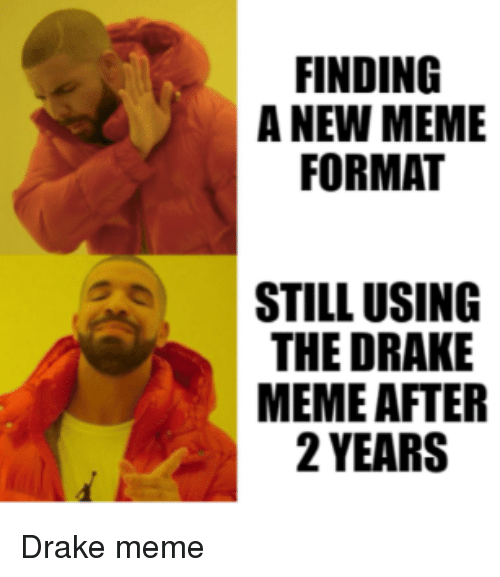 FINDING
A NEW MEME
FORMAT
STILL USING
THE DRAKE
MEME AFTER
2 YEARS
Drake meme